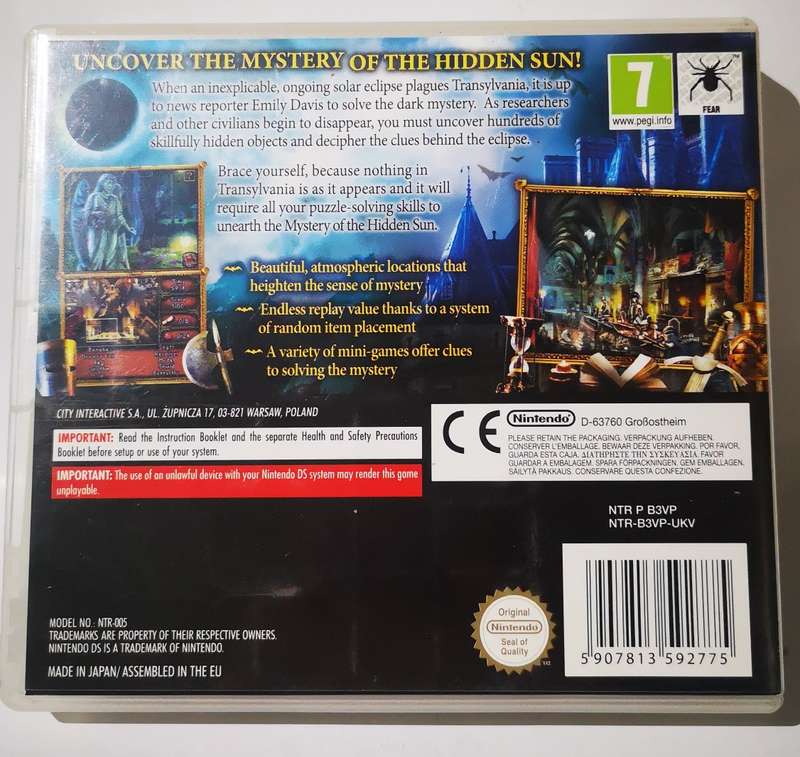 UNCOVER THE MYSTERY OF THE HIDDEN SUN!
When an inexplicable, ongoing solar eclipse plagues Transylvania, it is up
to news reporter Emily Davis to solve the dark mystery. As researchers
and other civilians begin to disappear, you must uncover hundreds of
skillfully hidden objects and decipher the clues behind the eclipse.
7
www.pegi.info
FEAR
Brace yourself, because nothing in
Transylvania is as it appears and it will
require all your puzzle-solving skills to
unearth the Mystery of the Hidden Sun.
Beautiful, atmospheric locations that
heighten the sense of mystery
Endless replay value thanks to a system
of random item placement
A variety of mini-games offer clues
to solving the mystery
CITY INTERACTIVE S.A., UL. ŻUPNICZA 17, 03-821 WARSAW, POLAND
IMPORTANT: Read the Instruction Booklet and the separate Health and Safety Precautions
Booklet before setup or use of your system.
IMPORTANT: The use of an unlawful device with your Nintendo DS system may render this game
unplayable.
CE
Nintendo® D-63760 Großostheim
PLEASE RETAIN THE PACKAGING. VERPACKUNG AUFHEBEN.
CONSERVER L'EMBALLAGE. BEWAAR DEZE VERPAKKING. POR FAVOR,
GUARDA ESTA CAJA. ΔΙΑΤΗΡΗΣΤΕ ΤΗΝ ΣΥΣΚΕΥΑΣΙΑ. FAVOR
GUARDAR A EMBALAGEM. SPARA FÖRPACKNINGEN. GEM EMBALLAGEN.
SÄILYTÄ PAKKAUS. CONSERVARE QUESTA CONFEZIONE.
NTR P B3VP
NTR-B3VP-UKV
MODEL NO.: NTR-005
TRADEMARKS ARE PROPERTY OF THEIR RESPECTIVE OWNERS.
NINTENDO DS IS A TRADEMARK OF NINTENDO.
MADE IN JAPAN/ ASSEMBLED IN THE EU
Original
Nintendo
Seal of
Quality
5 907813 592775